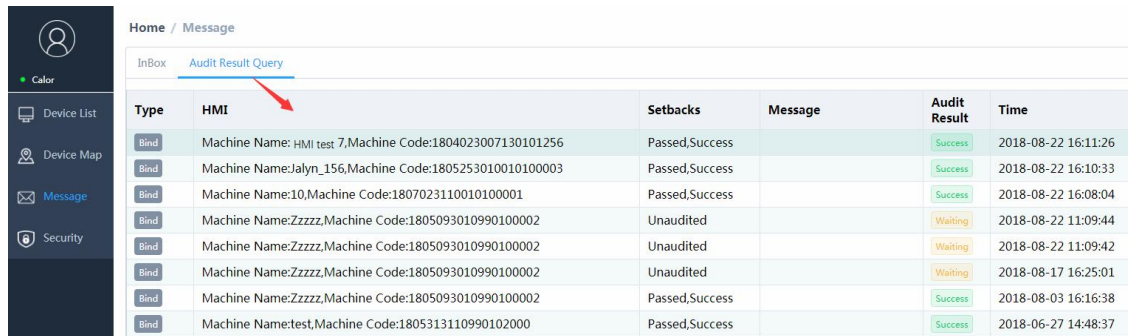 Home / Message
InBox Audit Result Query
Calor
Device List
Device Map
Message
Security
Type HMI Setbacks Message Audit Result Time
Bind Machine Name: HMI test 7,Machine Code:1804023007130101256 Passed,Success Success 2018-08-22 16:11:26
Bind Machine Name:Jalyn_156,Machine Code:1805253010010100003 Passed,Success Success 2018-08-22 16:10:33
Bind Machine Name:10,Machine Code:1807023110010100001 Passed,Success Success 2018-08-22 16:08:04
Bind Machine Name:Zzzzz,Machine Code:1805093010990100002 Unaudited Waiting 2018-08-22 11:09:44
Bind Machine Name:Zzzzz,Machine Code:1805093010990100002 Unaudited Waiting 2018-08-22 11:09:42
Bind Machine Name:Zzzzz,Machine Code:1805093010990100002 Unaudited Waiting 2018-08-17 16:25:01
Bind Machine Name:Zzzzz,Machine Code:1805093010990100002 Passed,Success Success 2018-08-03 16:16:38
Bind Machine Name:test,Machine Code:1805313110990102000 Passed,Success Success 2018-06-27 14:48:37